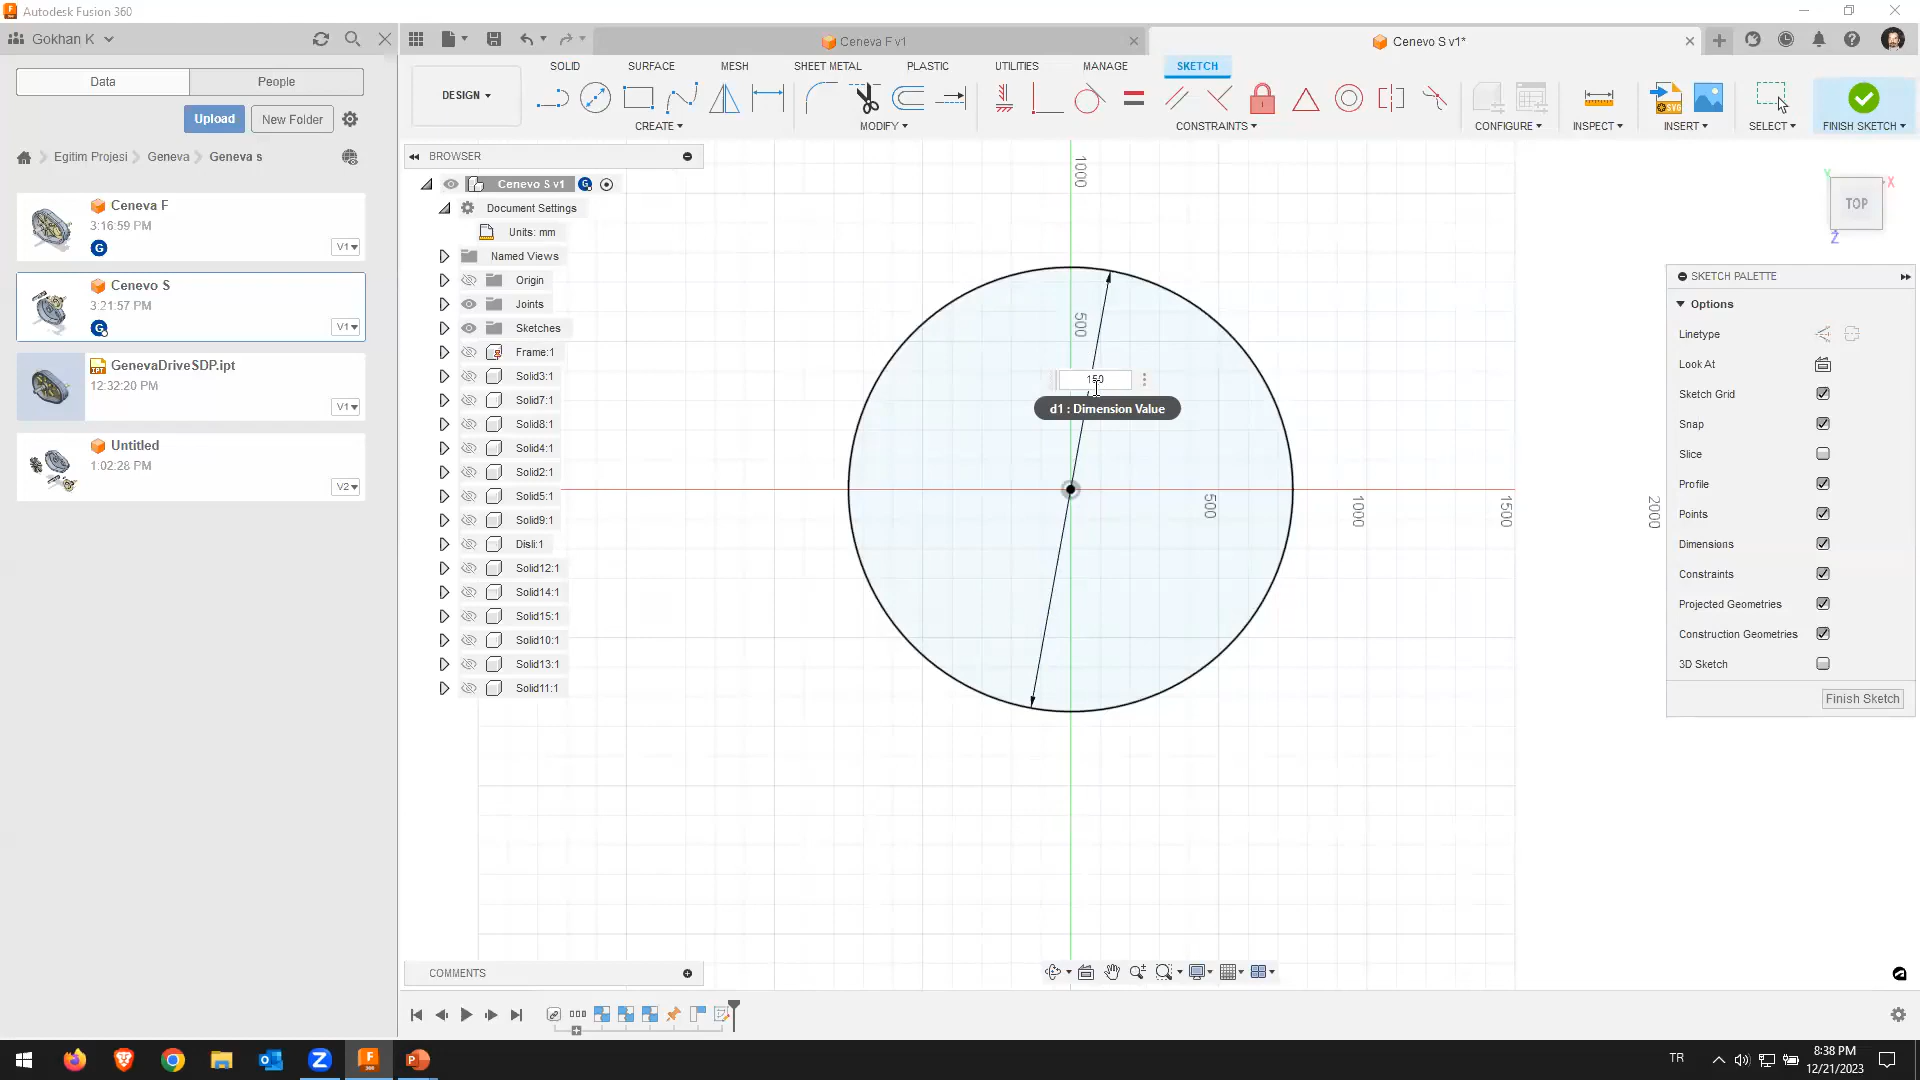 Autodesk Fusion 360
Gokhan K
Ceneva F v1
Cenevo S v1*
Data
People
Upload
New Folder
Egitim Projesi
Geneva
Geneva s
Ceneva F
3:16:59 PM
G
V1
Cenevo S
3:21:57 PM
G
V1
GenevaDriveSDP.ipt
12:32:20 PM
V1
Untitled
1:02:28 PM
V2
DESIGN
SOLID
SURFACE
MESH
SHEET METAL
PLASTIC
UTILITIES
MANAGE
SKETCH
CREATE
MODIFY
CONSTRAINTS
CONFIGURE
INSPECT
INSERT
SELECT
FINISH SKETCH
BROWSER
Cenevo S v1
G
Document Settings
Units: mm
Named Views
Origin
Joints
Sketches
Frame:1
Solid3:1
Solid7:1
Solid8:1
Solid4:1
Solid2:1
Solid5:1
Solid9:1
Disli:1
Solid12:1
Solid14:1
Solid15:1
Solid10:1
Solid13:1
Solid11:1
1000
500
150
d1 : Dimension Value
500
1000
1500
2000
TOP
X
Y
Z
SKETCH PALETTE
Options
Linetype
Look At
Sketch Grid
Snap
Slice
Profile
Points
Dimensions
Constraints
Projected Geometries
Construction Geometries
3D Sketch
Finish Sketch
COMMENTS
TR
8:38 PM
12/21/2023